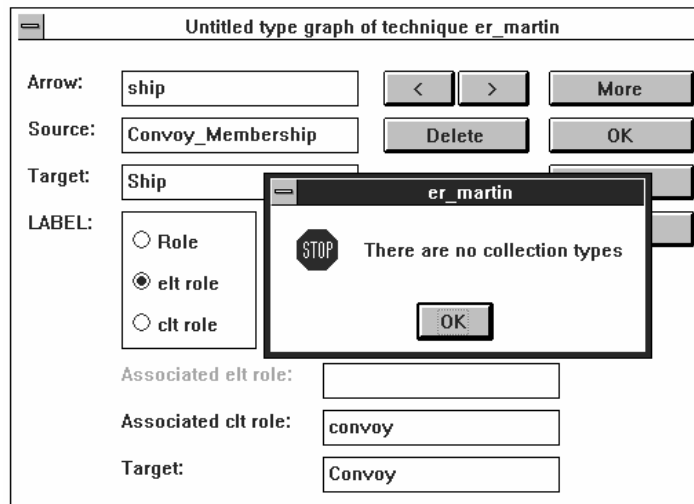 Untitled type graph of technique er_martin
Arrow: ship < > More
Source: Convoy_Membership Delete OK
Target: Ship
er_martin
LABEL:
Role
STOP There are no collection types
elt role
clt role
OK
Associated elt role:
Associated clt role: convoy
Target: Convoy